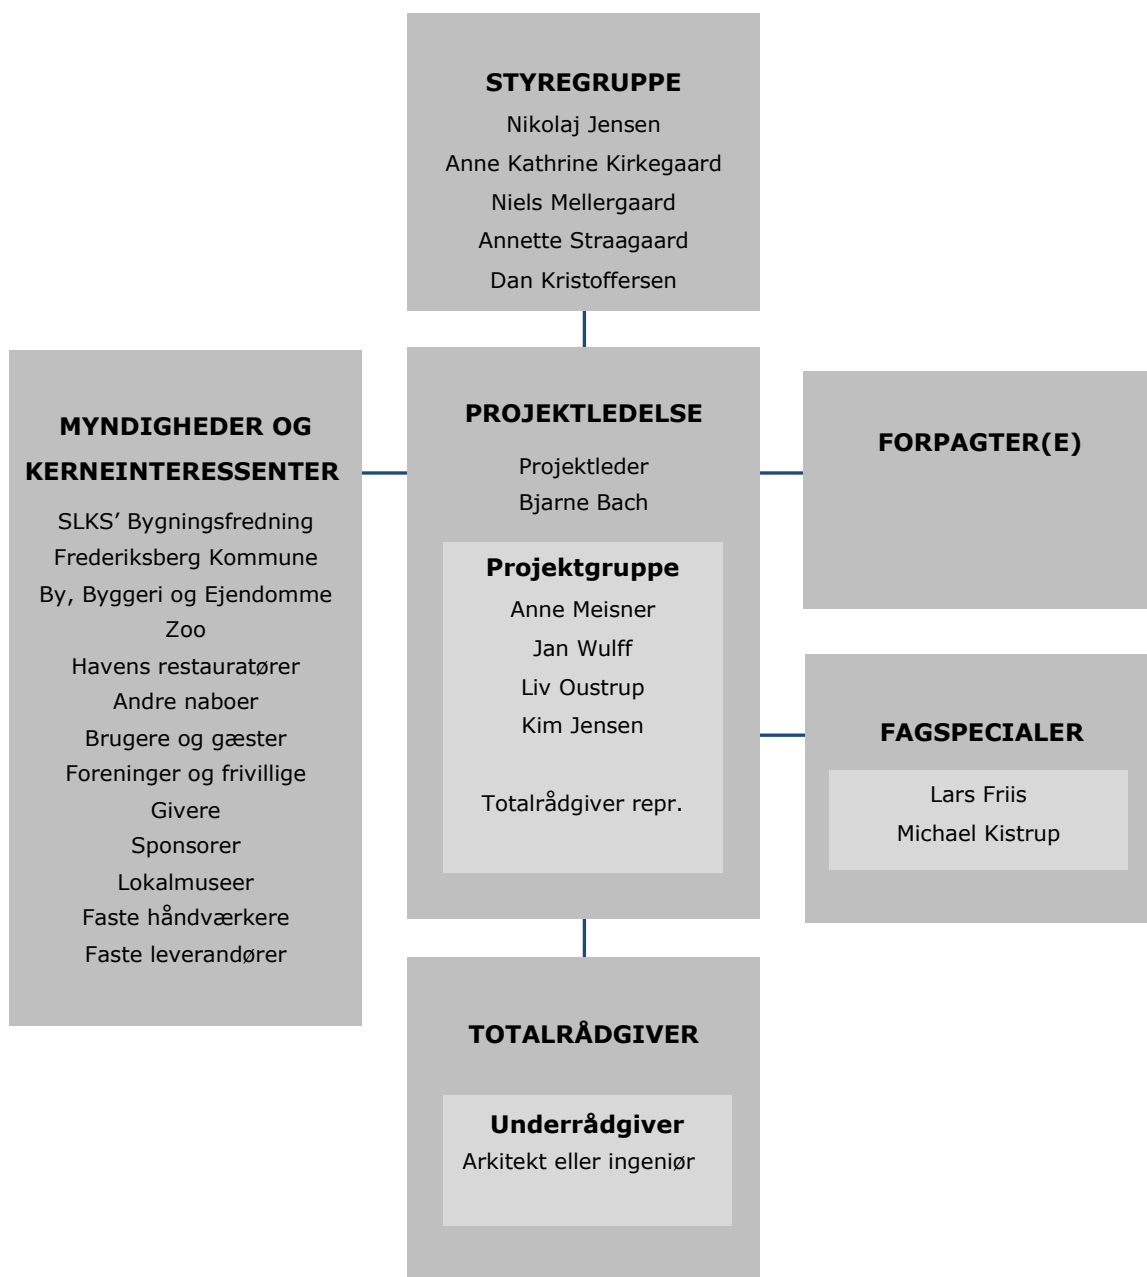 STYREGRUPPE
Nikolaj Jensen
Anne Kathrine Kirkegaard
Niels Mellergaard
Annette Straagaard
Dan Kristoffersen
MYNDIGHEDER OG
KERNEINTERESSENTER
SLKS’ Bygningsfredning
Frederiksberg Kommune
By, Byggeri og Ejendomme
Zoo
Havens restauratører
Andre naboer
Brugere og gæster
Foreninger og frivillige
Givere
Sponsorer
Lokalmuseer
Faste håndværkere
Faste leverandører
PROJEKTLEDELSE
Projektleder
Bjarne Bach
Projektgruppe
Anne Meisner
Jan Wulff
Liv Oustrup
Kim Jensen
Totalrådgiver repr.
FORPAGTER(E)
FAGSPECIALER
Lars Friis
Michael Kistrup
TOTALRÅDGIVER
Underrådgiver
Arkitekt eller ingeniør